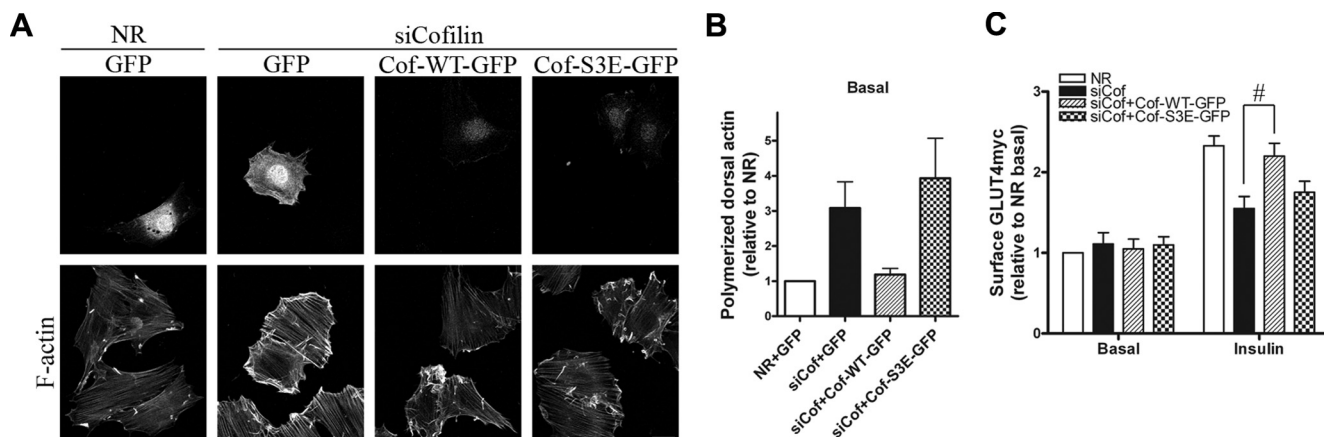 A
NR
siCofilin
GFP
GFP
Cof-WT-GFP
Cof-S3E-GFP
F-actin
B
Basal
Polymerized dorsal actin
(relative to NR)
5
4
3
2
1
0
NR+GFP
siCof+GFP
siCof+Cof-WT-GFP
siCof+Cof-S3E-GFP
C
NR
siCof
siCof+Cof-WT-GFP
siCof+Cof-S3E-GFP
#
Surface GLUT4myc
(relative to NR basal)
3
2
1
0
Basal
Insulin